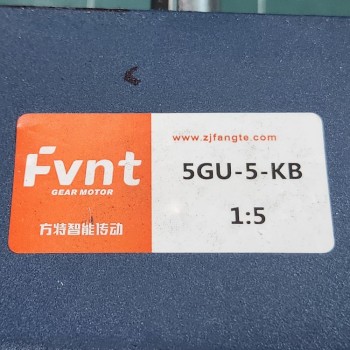 Fvnt
GEAR MOTOR
方特智能传动
www.zjfangte.com
5GU-5-KB
1:5